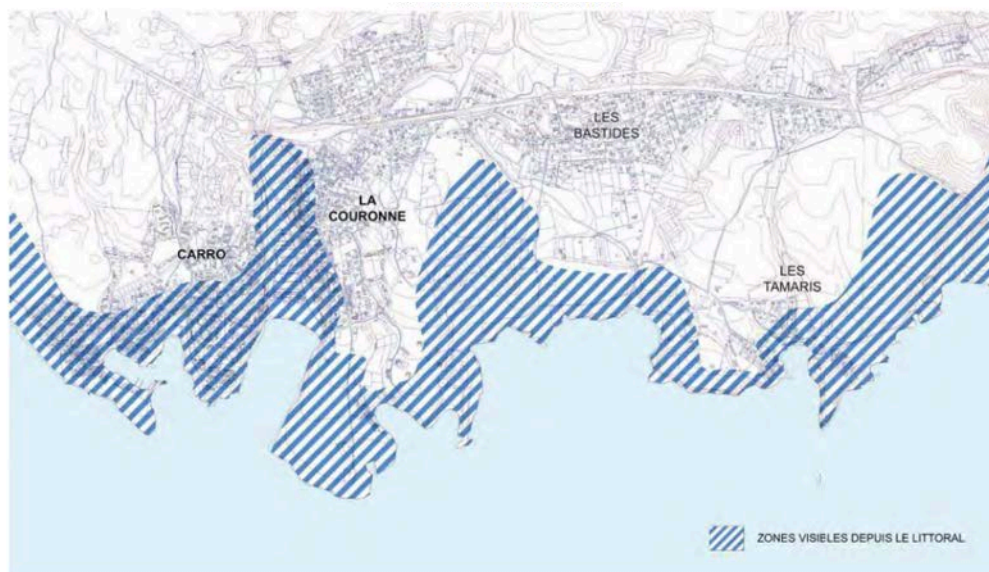 LES
BASTIDES
LA
COURONNE
CARRO
LES
TAMARIS
ZONES VISIBLES DEPUIS LE LITTORAL